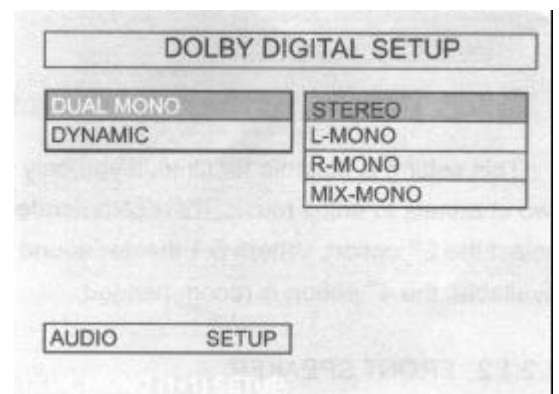 DOLBY DIGITAL SETUP
DUAL MONO
DYNAMIC
STEREO
L-MONO
R-MONO
MIX-MONO
AUDIO SETUP